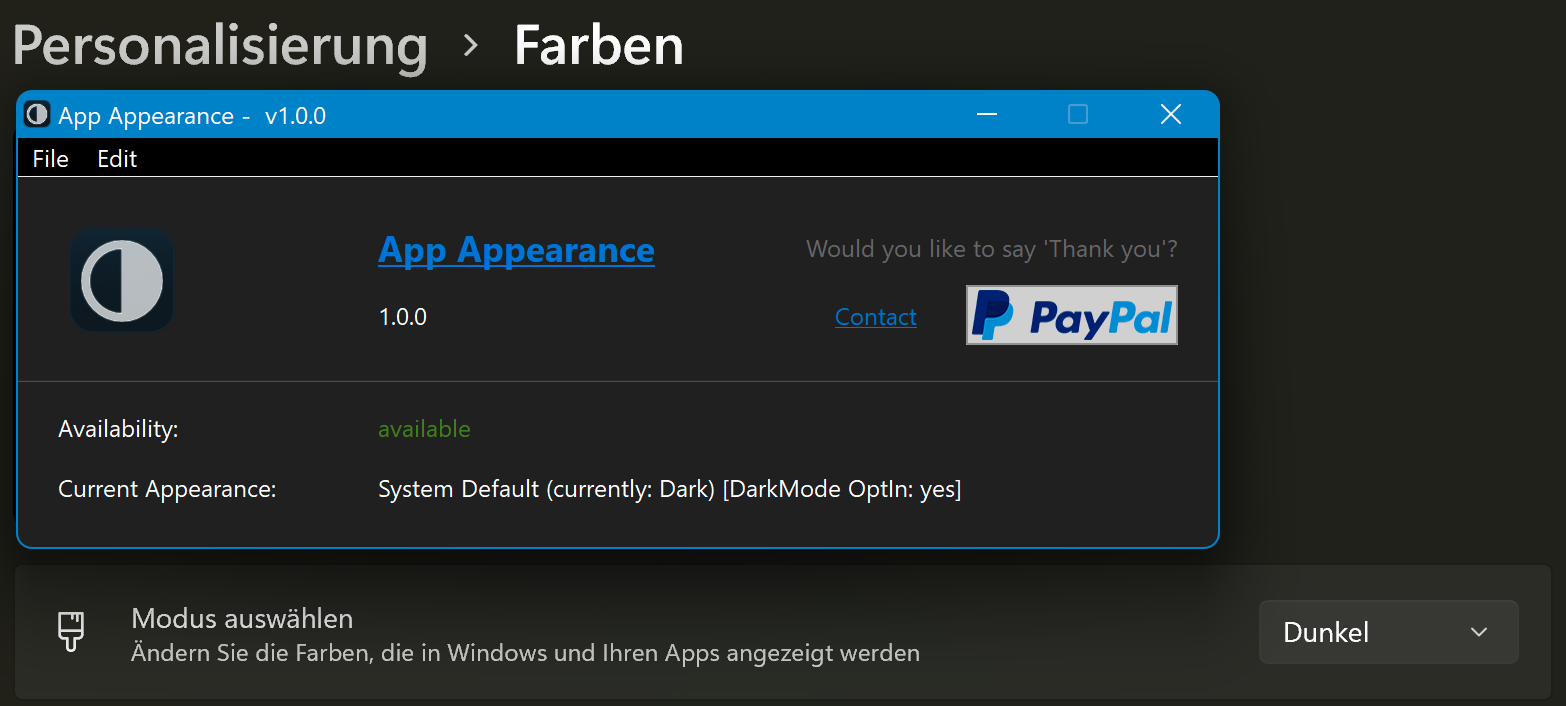 Personalisierung > Farben
App Appearance - v1.0.0
File Edit
App Appearance
Would you like to say 'Thank you'?
1.0.0
Contact
PayPal
Availability: available
Current Appearance: System Default (currently: Dark) [DarkMode OptIn: yes]
Modus auswählen
Ändern Sie die Farben, die in Windows und Ihren Apps angezeigt werden
Dunkel